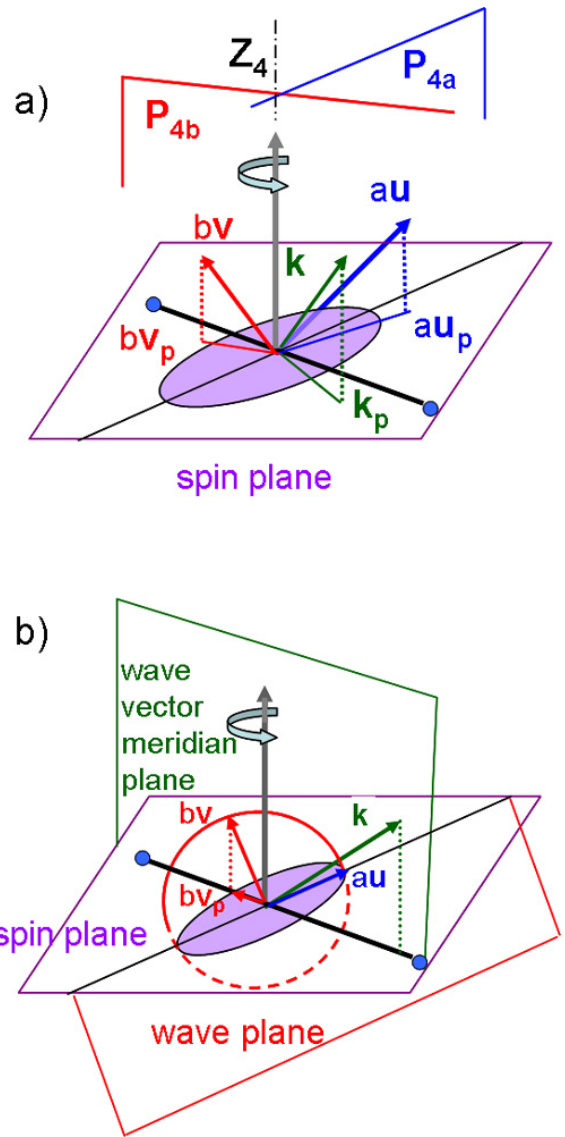 a)
Z4
P4a
P4b
au
bv
k
bvp
aup
kp
spin plane
b)
wave
vector
meridian
plane
bv
k
au
bvp
spin plane
wave plane